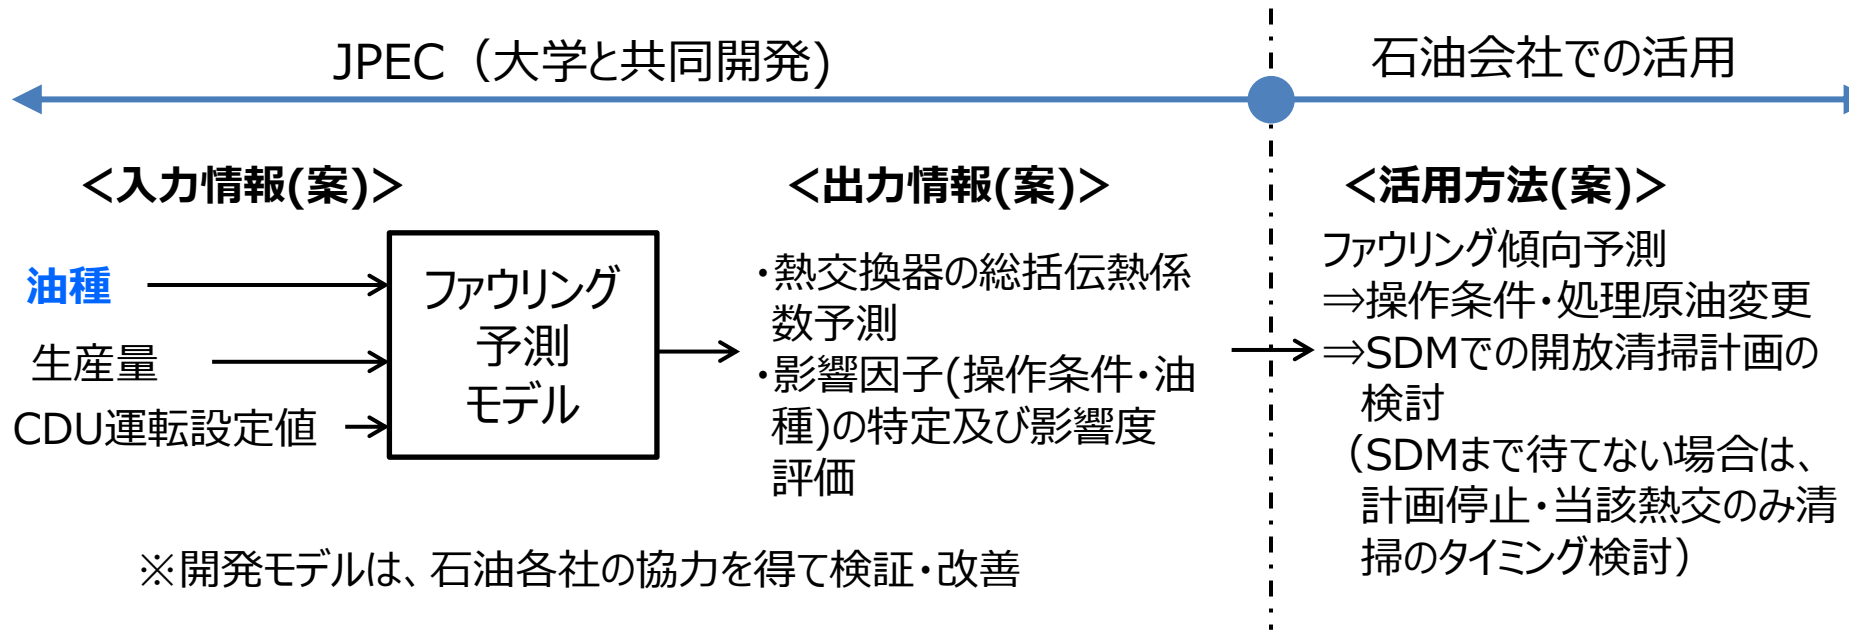 JPEC（大学と共同開発)
石油会社での活用
＜入力情報(案)＞
油種
生産量
CDU運転設定値
ファウリング
予測
モデル
＜出力情報(案)＞
・熱交換器の総括伝熱係
数予測
・影響因子(操作条件・油
種)の特定及び影響度
評価
＜活用方法(案)＞
ファウリング傾向予測
⇒操作条件・処理原油変更
⇒SDMでの開放清掃計画の
検討
（SDMまで待てない場合は、
計画停止・当該熱交のみ清
掃のタイミング検討）
※開発モデルは、石油各社の協力を得て検証・改善